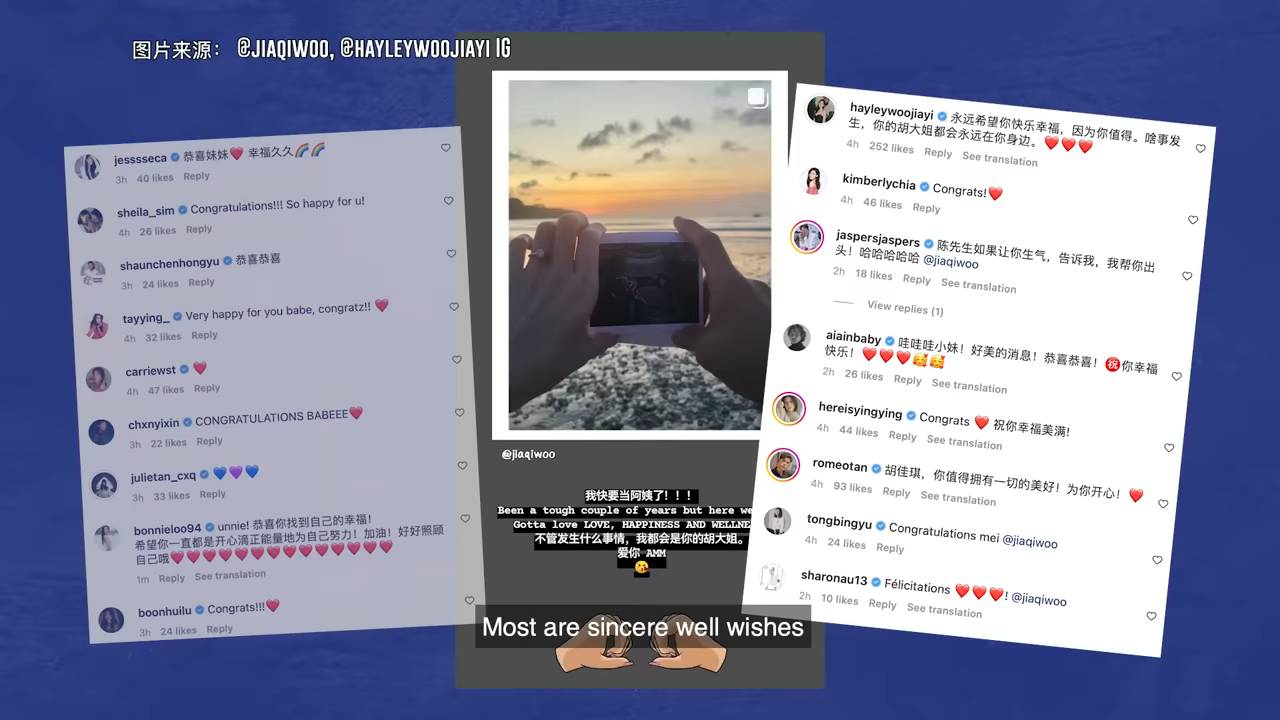 图片来源： @JIAQIWOO, @HAYLEYWOOJIAYI IG
jesssseca 恭喜妹妹❤️ 幸福久久🌈🌈
3h 40 likes Reply
sheila_sim Congratulations!!! So happy for u!
4h 26 likes Reply
shaunchenhongyu 恭喜恭喜
3h 24 likes Reply
tayying_ Very happy for you babe, congratz!! ❤️
4h 32 likes Reply
carriewst ❤️
4h 47 likes Reply
chxnyixin CONGRATULATIONS BABEEE❤️
3h 22 likes Reply
julietan_cxq 💙💜💙
3h 33 likes Reply
bonnieloo94 unnie! 恭喜你找到自己的幸福！
希望你一直都是开心滴正能量地为自己努力！加油！好好照顾
自己哦❤️❤️❤️❤️❤️❤️❤️❤️❤️❤️❤️❤️❤️❤️
1m Reply See translation
boonhuilu Congrats!!!❤️
3h 24 likes Reply
@jiaqiwoo
我快要当阿姨了！！！
Been a tough couple of years but here we
Gotta love LOVE, HAPPINESS AND WELLNE
不管发生什么事情，我都会是你的胡大姐。
爱你 AMM
😘
hayleywoojiayi 永远希望你快乐幸福，因为你值得。啥事发
生，你的胡大姐都会永远在你身边。❤️❤️❤️
4h 252 likes Reply See translation
kimberlychia Congrats!❤️
4h 46 likes Reply
jaspersjaspers 陈先生如果让你生气，告诉我，我帮你出
头！哈哈哈哈哈 @jiaqiwoo
2h 18 likes Reply See translation
View replies (1)
aiainbaby 哇哇哇小妹！好美的消息！恭喜恭喜！㊗️你幸福
快乐！❤️❤️❤️🥰🥰
2h 26 likes Reply See translation
hereisyingying Congrats ❤️ 祝你幸福美满!
4h 44 likes Reply See translation
romeotan 胡佳琪，你值得拥有一切的美好！为你开心！❤️
4h 93 likes Reply See translation
tongbingyu Congratulations mei @jiaqiwoo
4h 24 likes Reply
sharonau13 Félicitations ❤️❤️❤️! @jiaqiwoo
2h 10 likes Reply See translation
Most are sincere well wishes